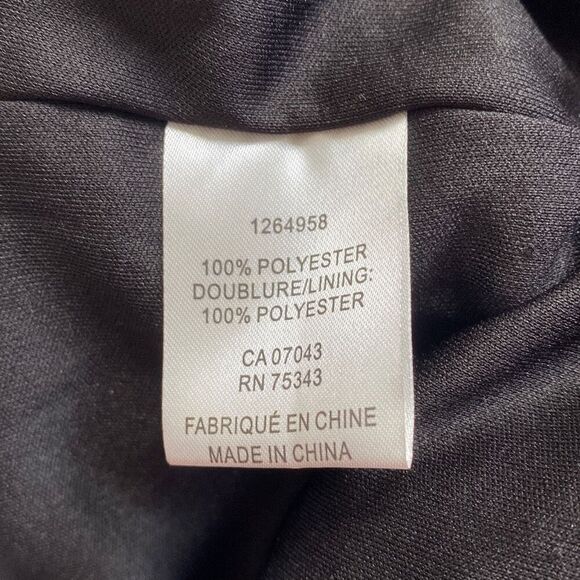 1264958
100% POLYESTER
DOUBLURE/LINING:
100% POLYESTER
CA 07043
RN 75343
FABRIQUÉ EN CHINE
MADE IN CHINA